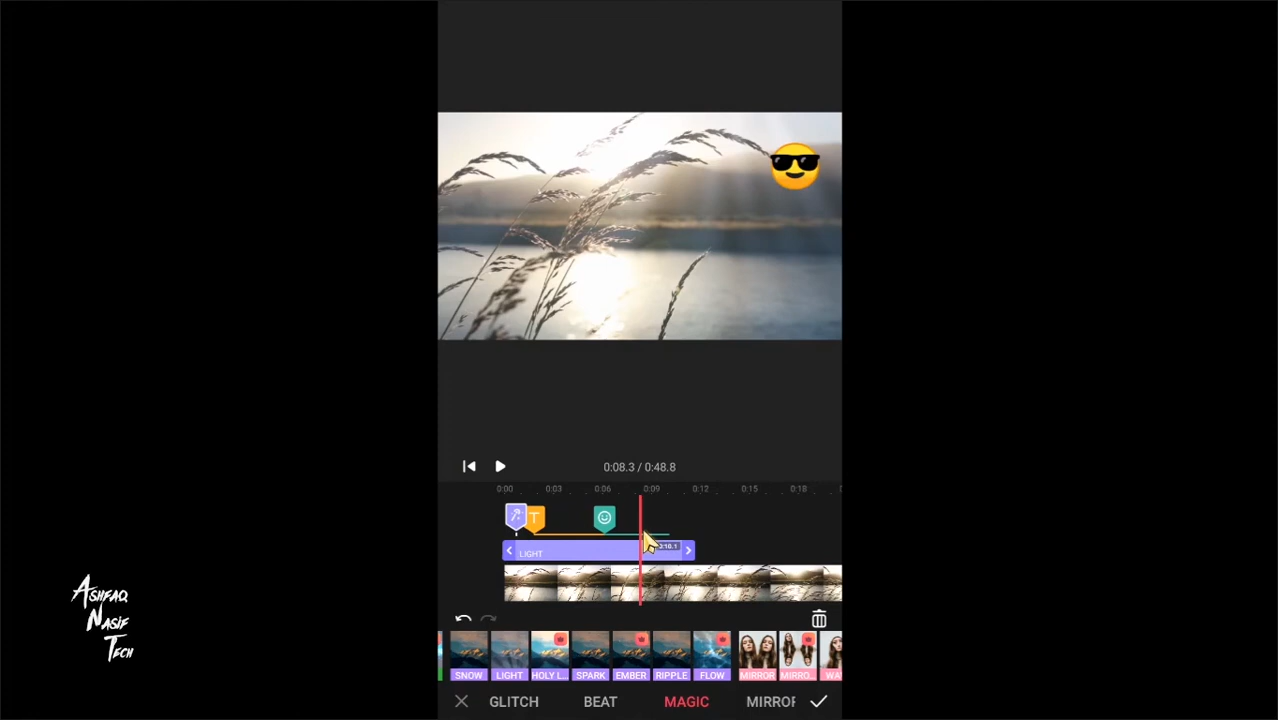 0:08.3 / 0:48.8
0:00 0:03 0:06 0:09 0:12 0:15 0:18
T
LIGHT
ASHFAQ
NASIF
TECH
SNOW LIGHT HOLY L... SPARK EMBER RIPPLE FLOW MIRROR MIRRO... WA
GLITCH BEAT MAGIC MIRROR